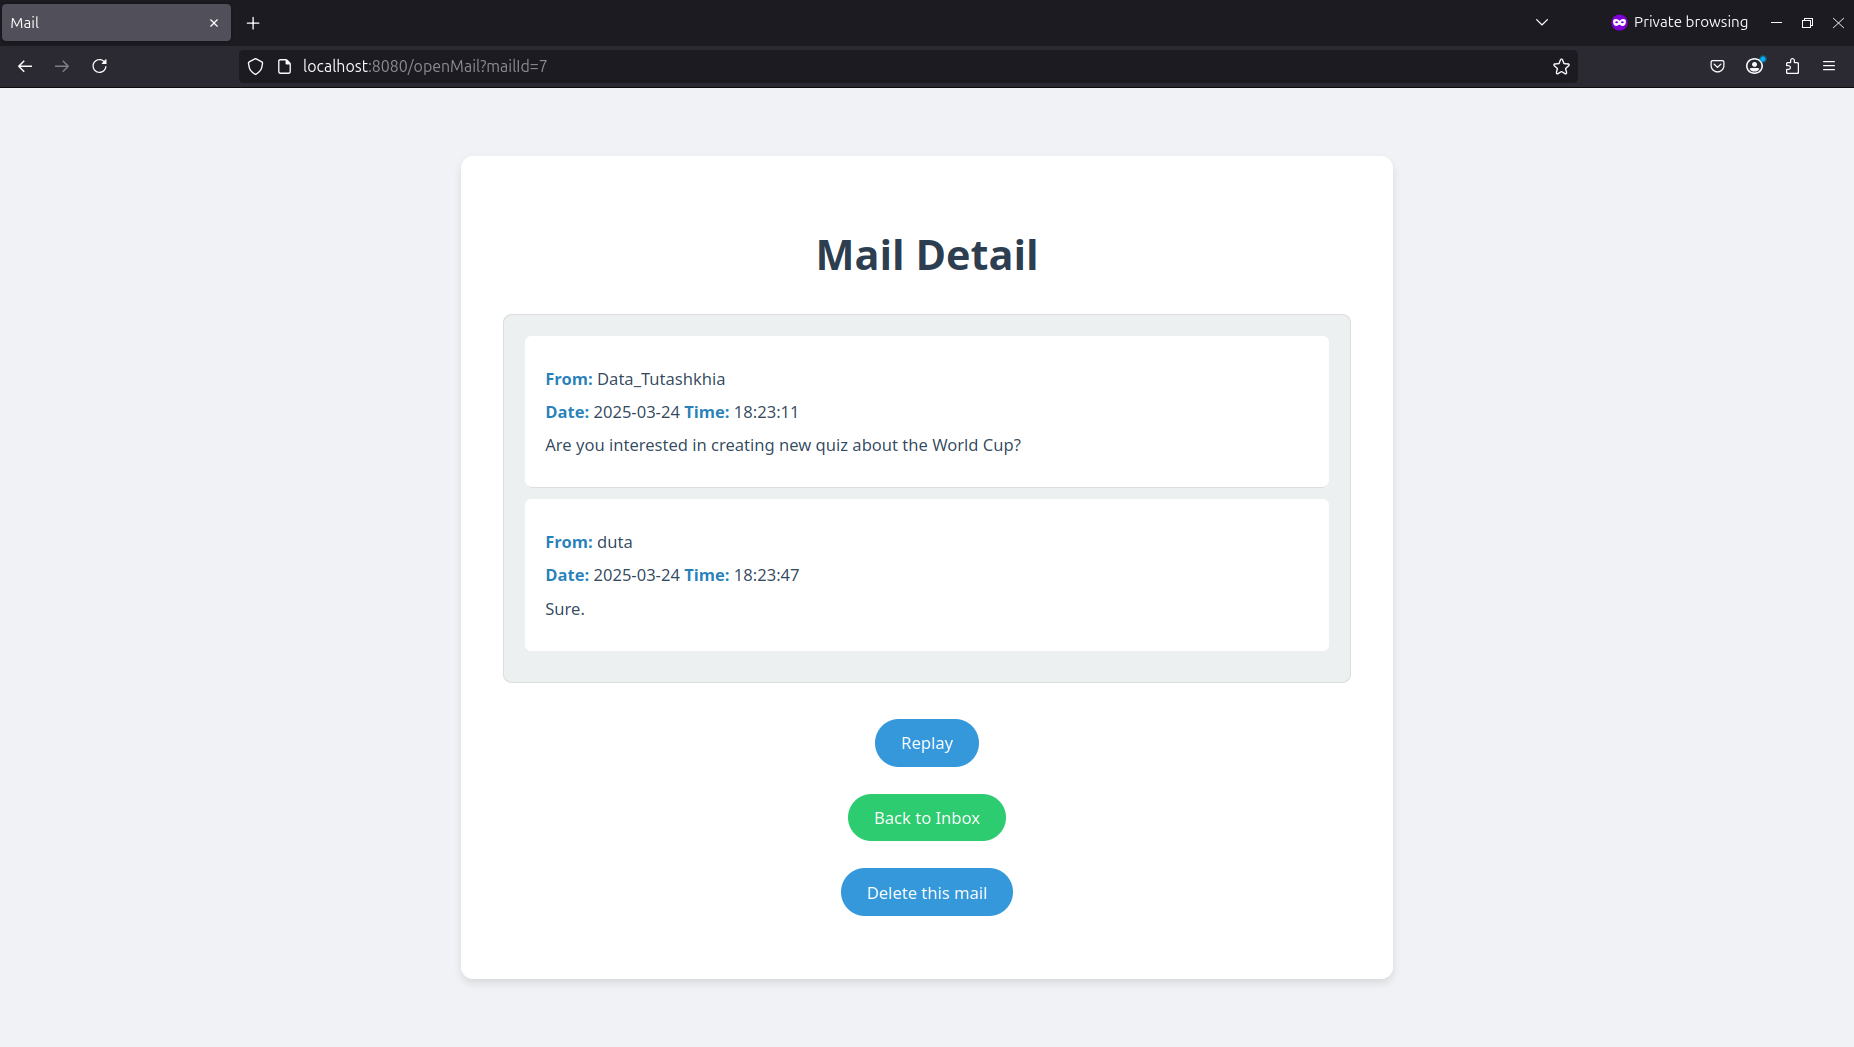 Mail
Private browsing
localhost:8080/openMail?mailId=7
Mail Detail
From: Data_Tutashkhia
Date: 2025-03-24 Time: 18:23:11
Are you interested in creating new quiz about the World Cup?
From: duta
Date: 2025-03-24 Time: 18:23:47
Sure.
Replay
Back to Inbox
Delete this mail